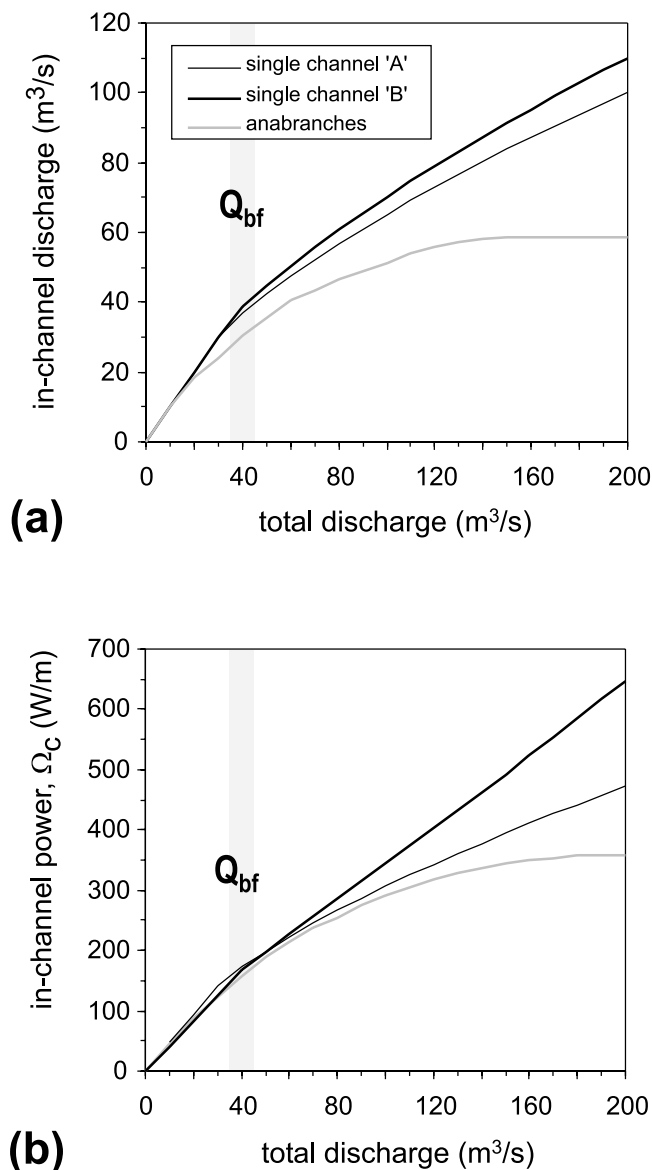 120
100
80
60
40
20
0
in-channel discharge (m³/s)
single channel 'A'
single channel 'B'
anabranches
Qbf
0 40 80 120 160 200
total discharge (m³/s)
(a)
700
600
500
400
300
200
100
0
in-channel power, ΩC (W/m)
Qbf
0 40 80 120 160 200
total discharge (m³/s)
(b)